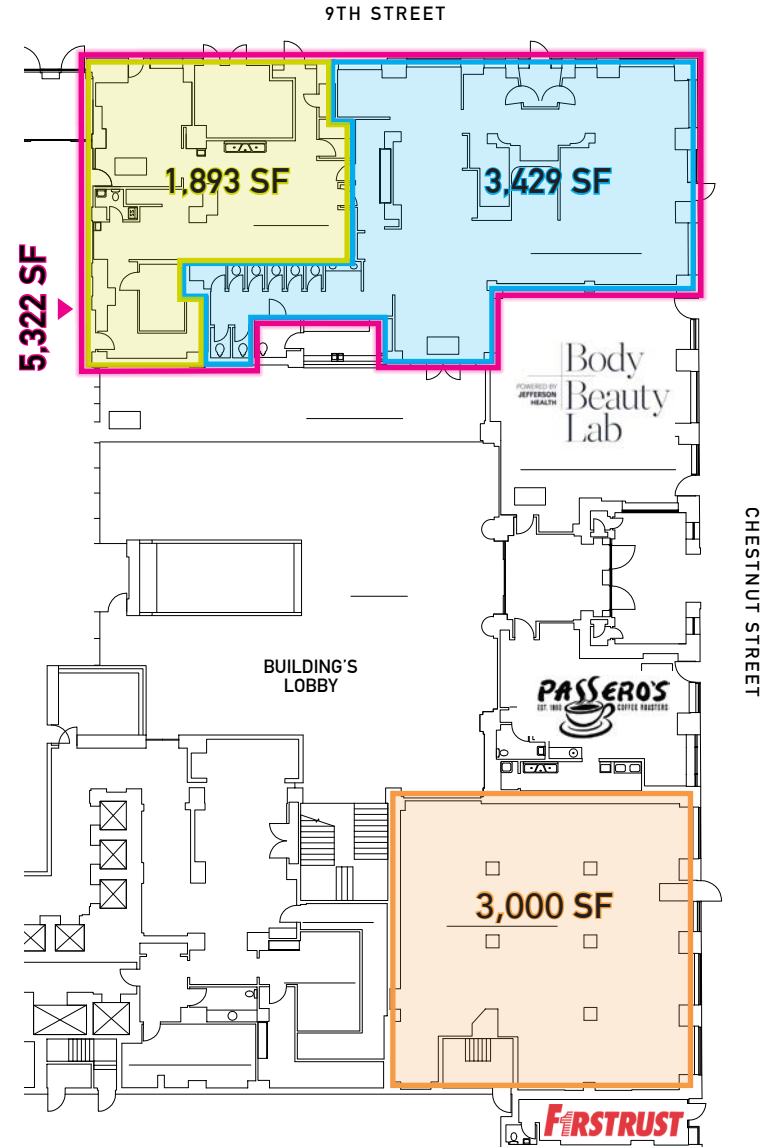 9TH STREET
1,893 SF
3,429 SF
5,322 SF
POWERED BY
JEFFERSON
HEALTH
Body
Beauty
Lab
CHESTNUT STREET
BUILDING'S
LOBBY
PASSERO'S
EST. 1960 COFFEE ROASTERS
3,000 SF
FIRSTRUST